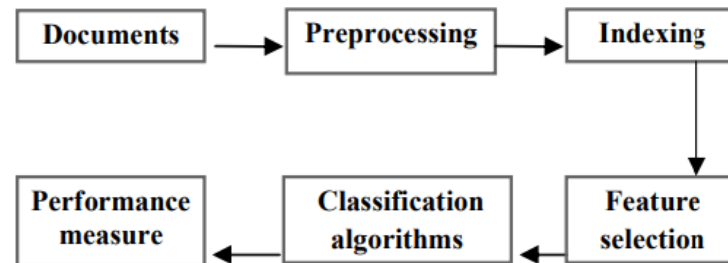 Documents
Preprocessing
Indexing
Performance
measure
Classification
algorithms
Feature
selection